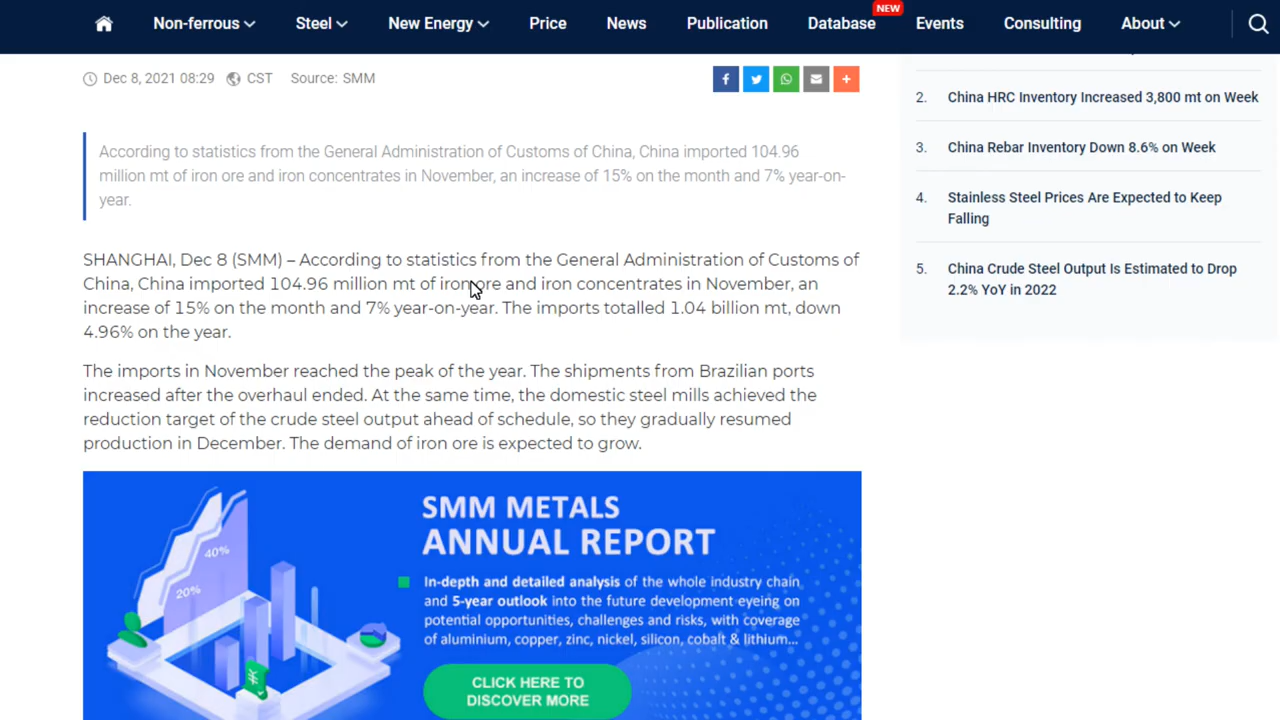 Non-ferrous Steel New Energy Price News Publication Database NEW Events Consulting About
Dec 8, 2021 08:29 CST Source: SMM
According to statistics from the General Administration of Customs of China, China imported 104.96
million mt of iron ore and iron concentrates in November, an increase of 15% on the month and 7% year-on-
year.
SHANGHAI, Dec 8 (SMM) – According to statistics from the General Administration of Customs of
China, China imported 104.96 million mt of iron ore and iron concentrates in November, an
increase of 15% on the month and 7% year-on-year. The imports totalled 1.04 billion mt, down
4.96% on the year.
The imports in November reached the peak of the year. The shipments from Brazilian ports
increased after the overhaul ended. At the same time, the domestic steel mills achieved the
reduction target of the crude steel output ahead of schedule, so they gradually resumed
production in December. The demand of iron ore is expected to grow.
40%
20%
SMM METALS
ANNUAL REPORT
In-depth and detailed analysis of the whole industry chain
and 5-year outlook into the future development eyeing on
potential opportunities, challenges and risks, with coverage
of aluminium, copper, zinc, nickel, silicon, cobalt & lithium...
CLICK HERE TO
DISCOVER MORE
2. China HRC Inventory Increased 3,800 mt on Week
3. China Rebar Inventory Down 8.6% on Week
4. Stainless Steel Prices Are Expected to Keep
Falling
5. China Crude Steel Output Is Estimated to Drop
2.2% YoY in 2022